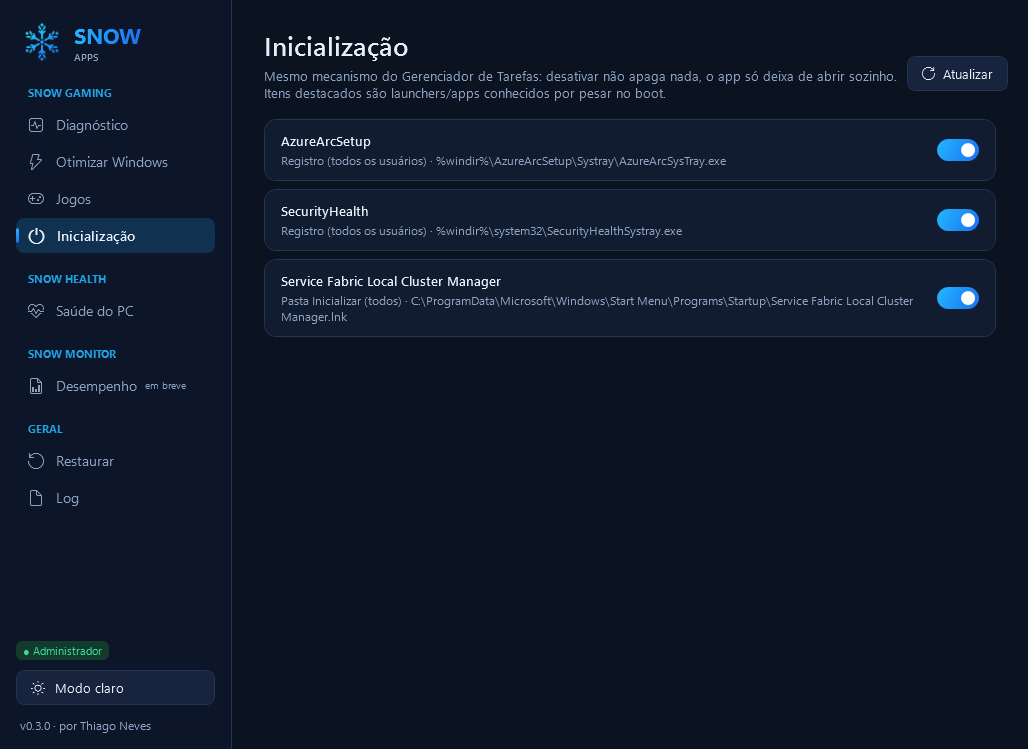 SNOW
APPS
SNOW GAMING
Diagnóstico
Otimizar Windows
Jogos
Inicialização
SNOW HEALTH
Saúde do PC
SNOW MONITOR
Desempenho em breve
GERAL
Restaurar
Log
● Administrador
Modo claro
v0.3.0 · por Thiago Neves
Inicialização
Mesmo mecanismo do Gerenciador de Tarefas: desativar não apaga nada, o app só deixa de abrir sozinho.
Itens destacados são launchers/apps conhecidos por pesar no boot.
Atualizar
AzureArcSetup
Registro (todos os usuários) · %windir%\AzureArcSetup\Systray\AzureArcSysTray.exe
SecurityHealth
Registro (todos os usuários) · %windir%\system32\SecurityHealthSystray.exe
Service Fabric Local Cluster Manager
Pasta Inicializar (todos) · C:\ProgramData\Microsoft\Windows\Start Menu\Programs\Startup\Service Fabric Local Cluster
Manager.lnk